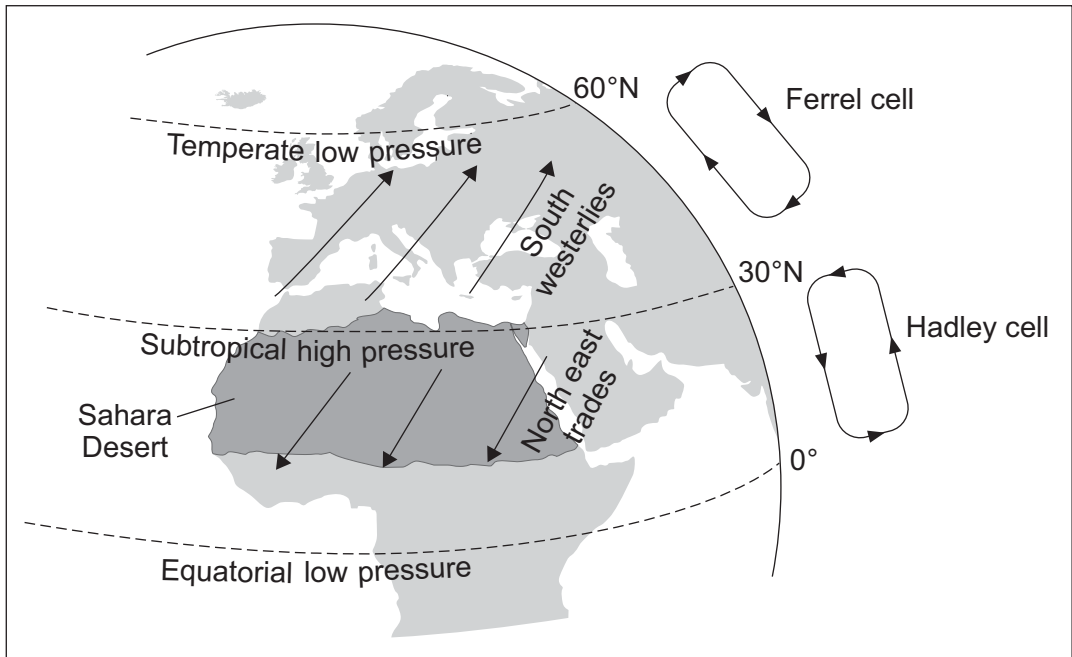 60°N
Ferrel cell
Temperate low pressure
South
westerlies
30°N
Hadley cell
Subtropical high pressure
North east
trades
Sahara
Desert
0°
Equatorial low pressure